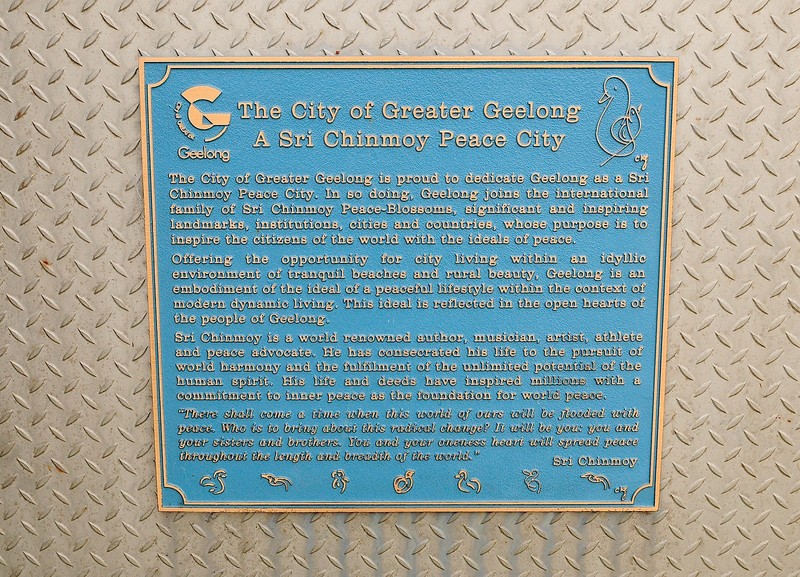 The City of Greater Geelong
A Sri Chinmoy Peace City
Geelong
The City of Greater Geelong is proud to dedicate Geelong as a Sri
Chinmoy Peace City. In so doing, Geelong joins the international
family of Sri Chinmoy Peace-Blossoms, significant and inspiring
landmarks, institutions, cities and countries, whose purpose is to
inspire the citizens of the world with the ideals of peace.
Offering the opportunity for city living within an idyllic
environment of tranquil beaches and rural beauty, Geelong is an
embodiment of the ideal of a peaceful lifestyle within the context of
modern dynamic living. This ideal is reflected in the open hearts of
the people of Geelong.
Sri Chinmoy is a world renowned author, musician, artist, athlete
and peace advocate. He has consecrated his life to the pursuit of
world harmony and the fulfilment of the unlimited potential of the
human spirit. His life and deeds have inspired millions with a
commitment to inner peace as the foundation for world peace.
"There shall come a time when this world of ours will be flooded with
peace. Who is to bring about this radical change? It will be you: you and
your sisters and brothers. You and your oneness heart will spread peace
throughout the length and breadth of the world."
Sri Chinmoy